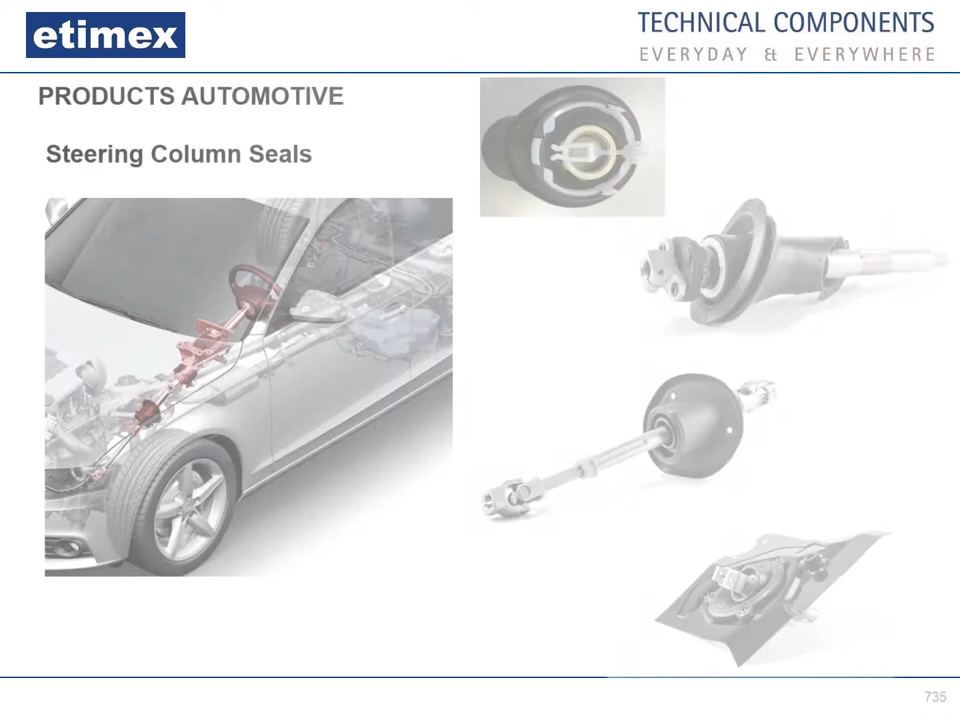 etimex
TECHNICAL COMPONENTS
EVERYDAY & EVERYWHERE
PRODUCTS AUTOMOTIVE
Steering Column Seals
735